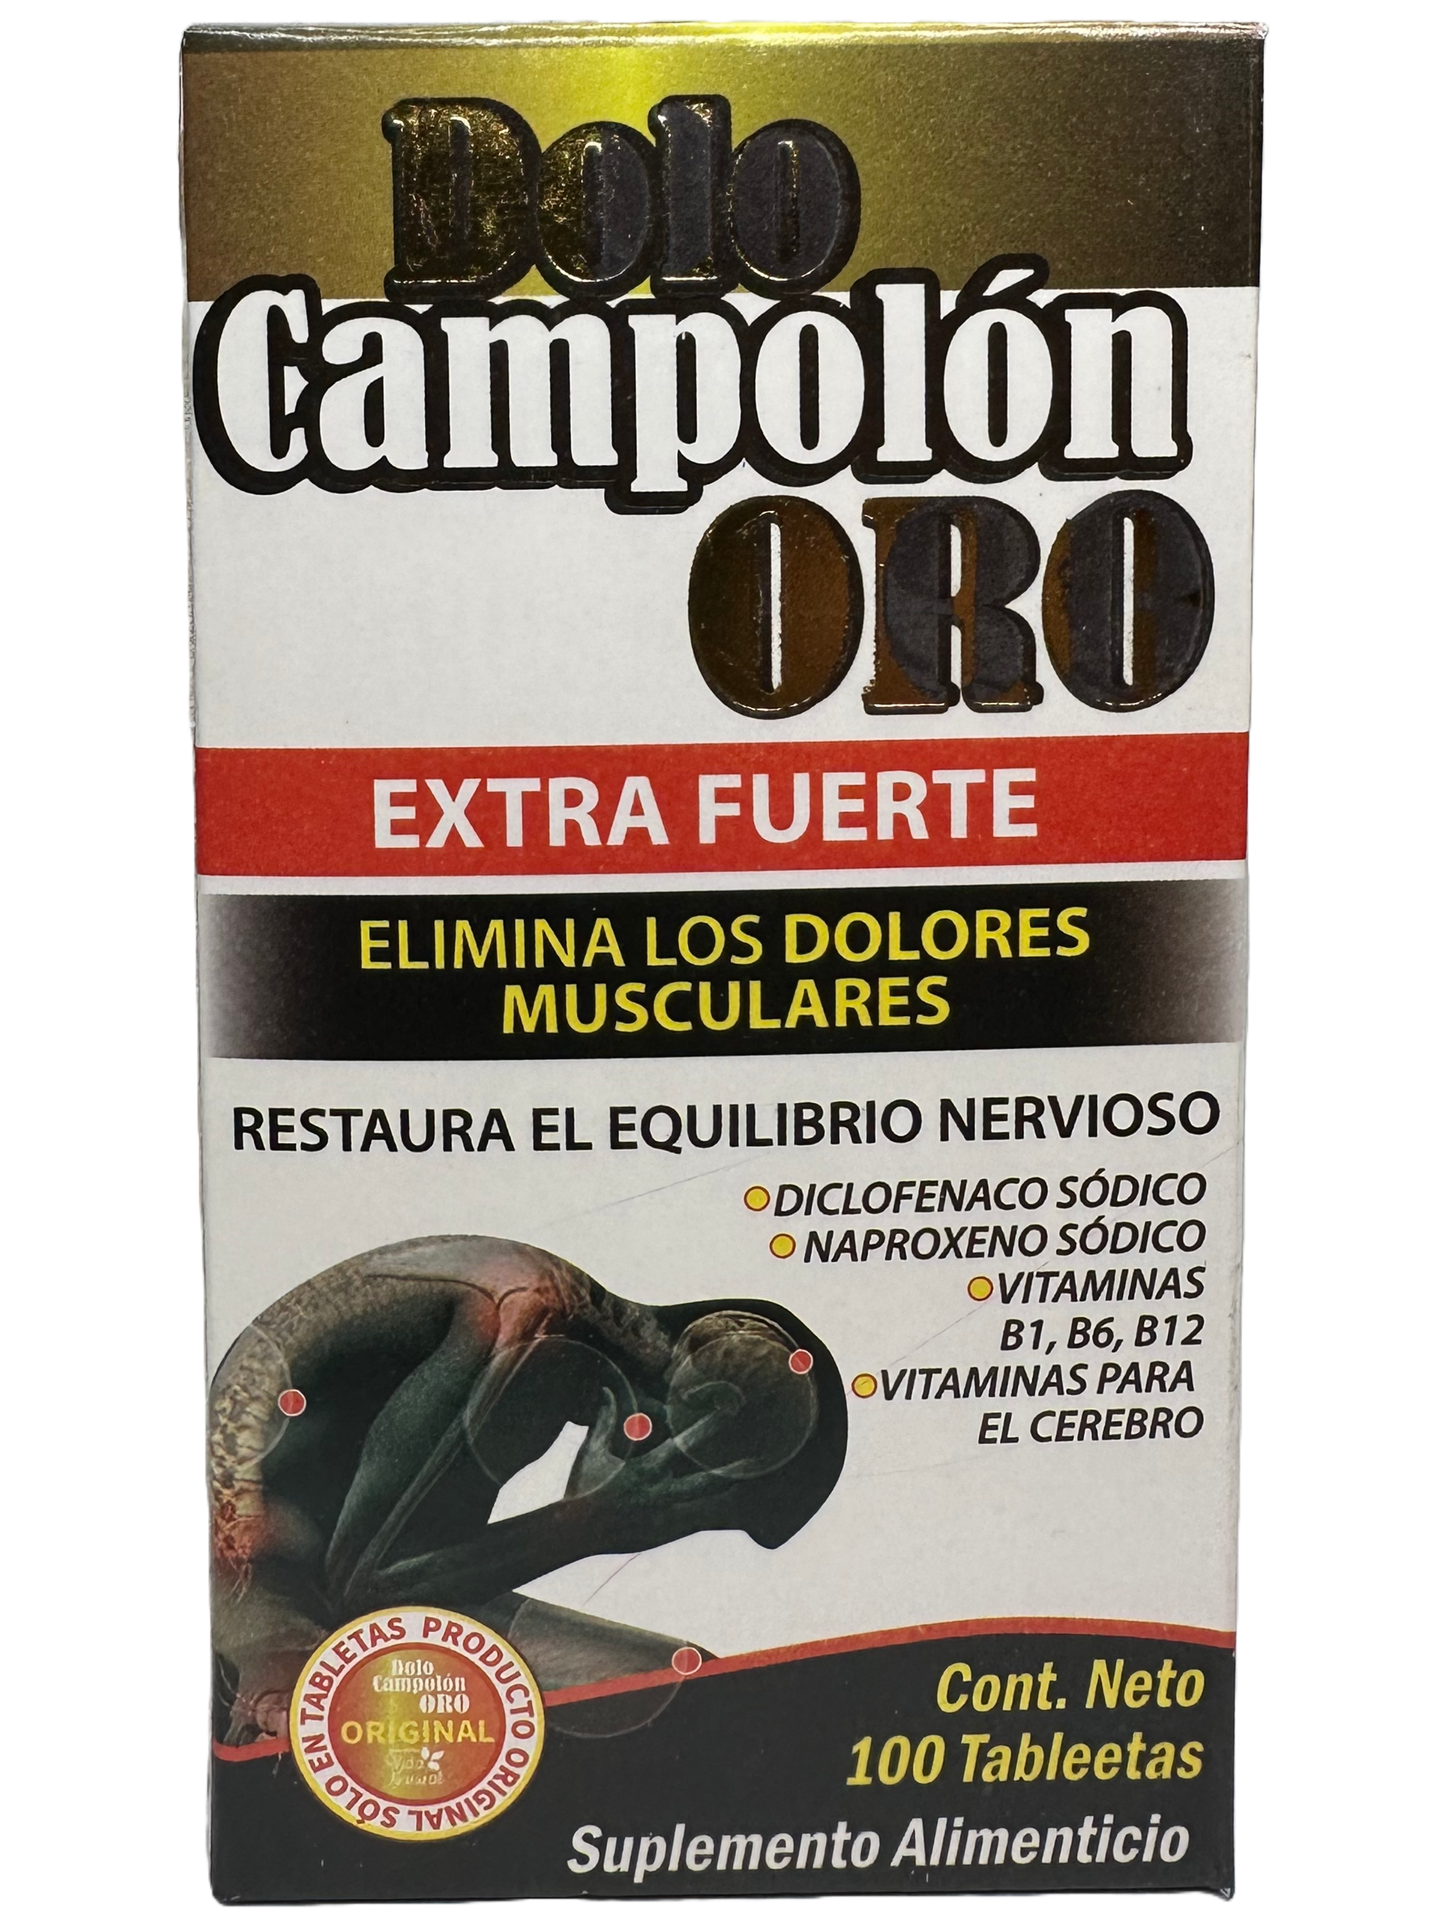 Dolo
Campolón
ORO
EXTRA FUERTE
ELIMINA LOS DOLORES
MUSCULARES
RESTAURA EL EQUILIBRIO NERVIOSO
DICLOFENACO SÓDICO
NAPROXENO SÓDICO
VITAMINAS
B1, B6, B12
VITAMINAS PARA
EL CEREBRO
SÓLO EN TABLETAS PRODUCTO ORIGINAL
Dolo
Campolón
ORO
ORIGINAL
Vida
Cont. Neto
100 Tableetas
Suplemento Alimenticio